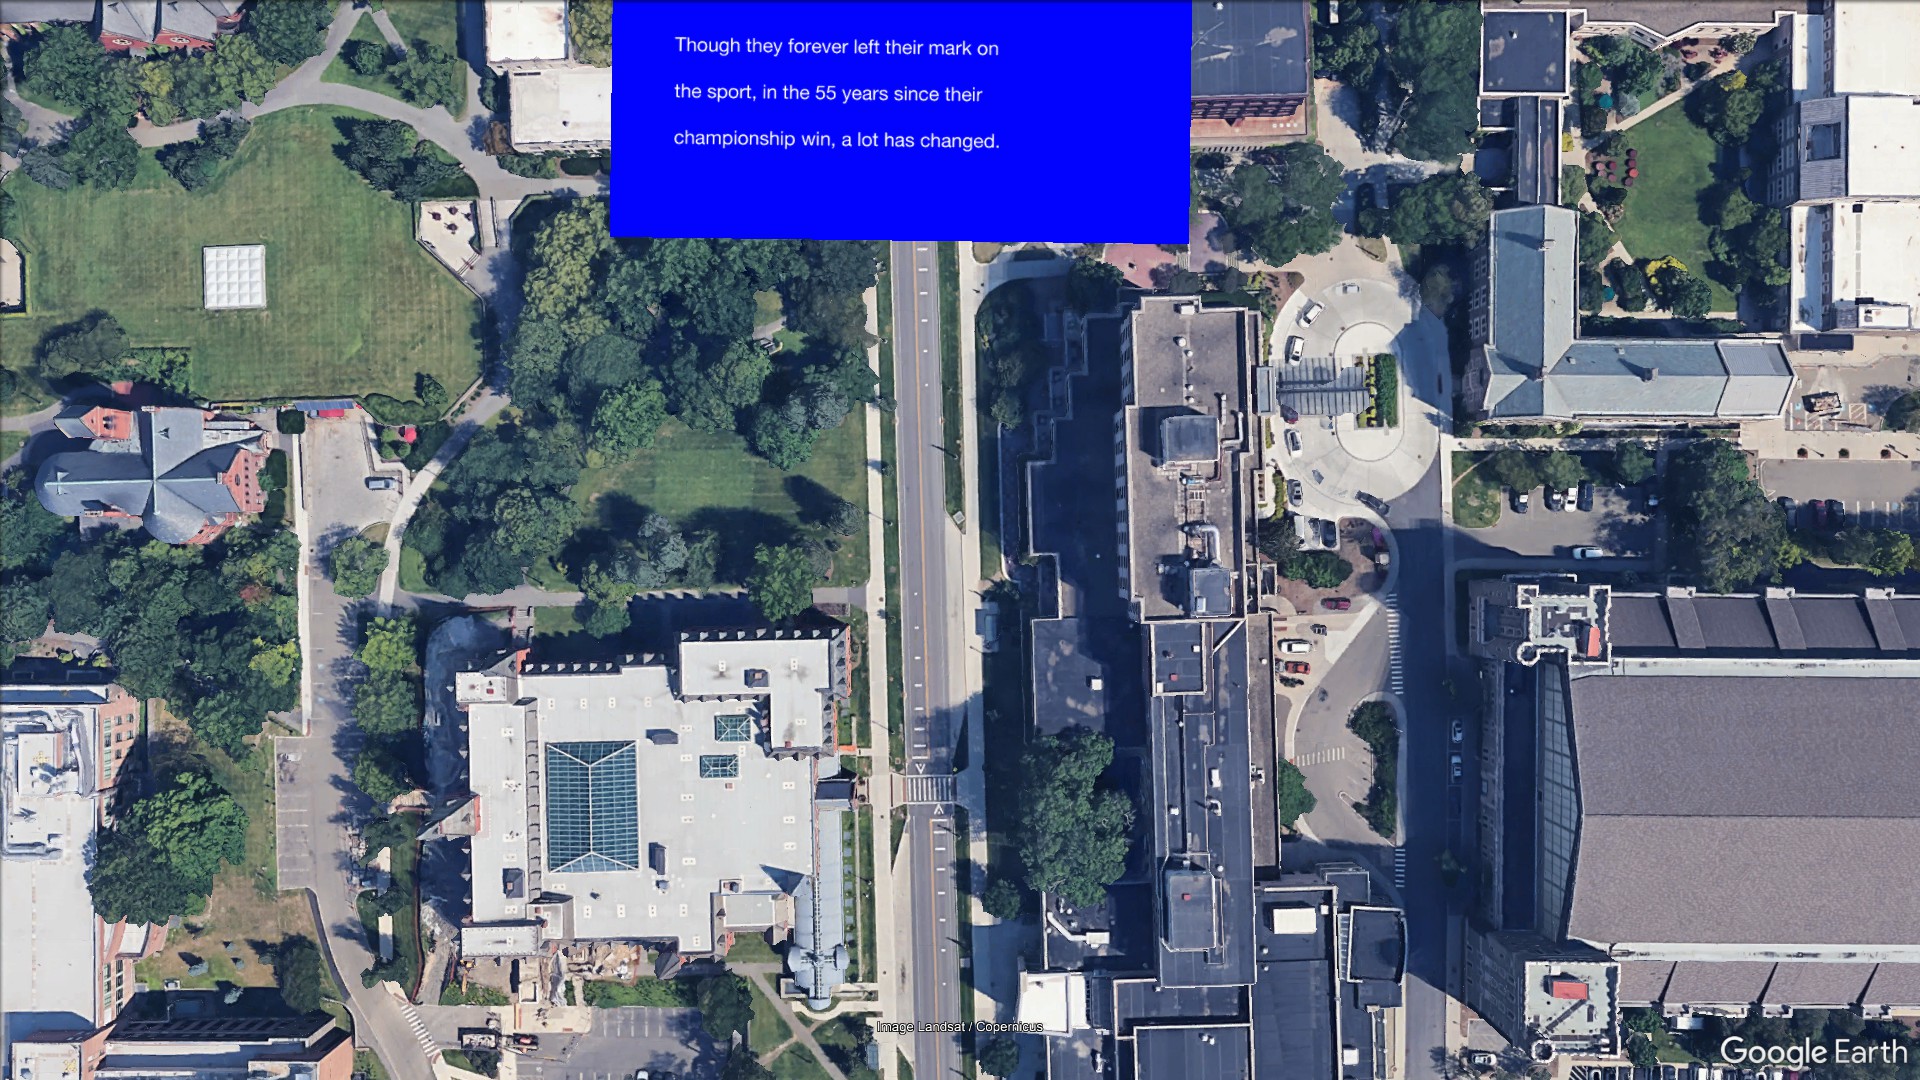 Though they forever left their mark on
the sport, in the 55 years since their
championship win, a lot has changed.
Image Landsat / Copernicus
Google Earth